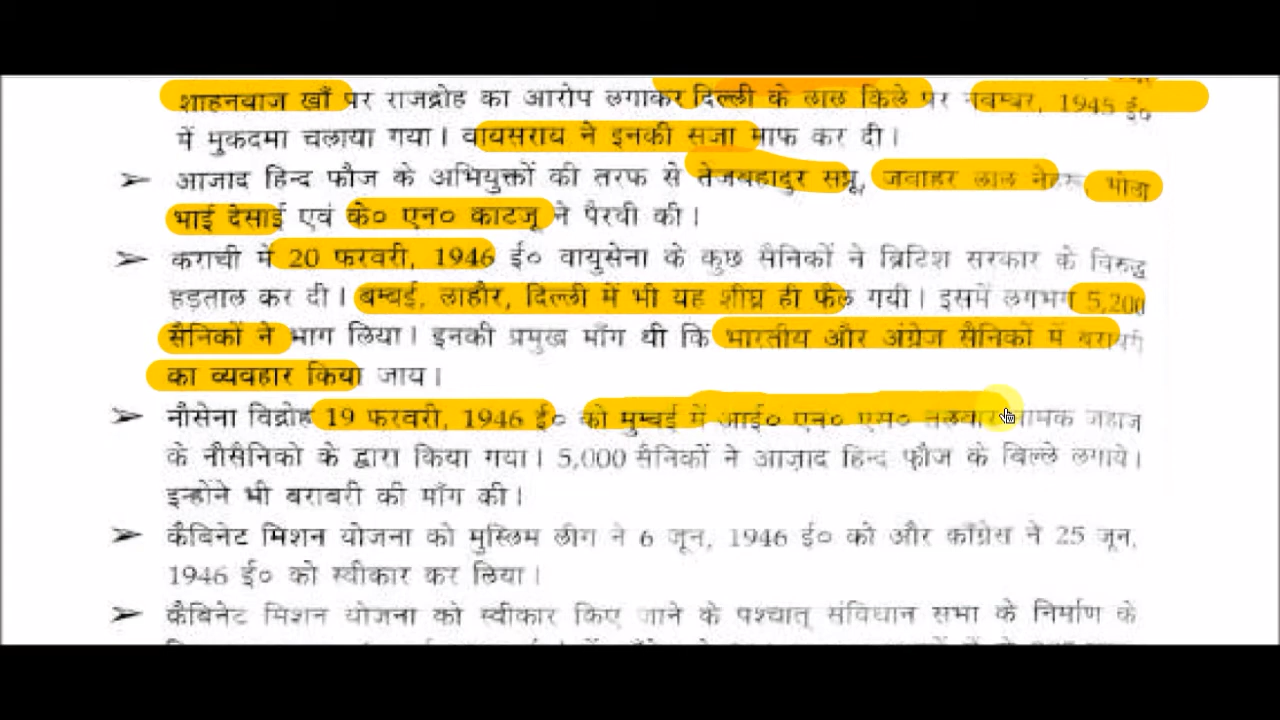 शाहनवाज खाँ पर राजद्रोह का आरोप लगाकर दिल्ली के लाल किले पर नवम्बर, 1945 ई०
में मुकदमा चलाया गया। वायसराय ने इनकी सजा माफ कर दी।
➢ आजाद हिन्द फौज के अभियुक्तों की तरफ से तेजबहादुर सप्रू, जवाहर लाल नेहरू, भोला
भाई देसाई एवं के० एन० काटजू ने पैरवी की।
➢ कराची में 20 फरवरी, 1946 ई० वायुसेना के कुछ सैनिकों ने ब्रिटिश सरकार के विरुद्ध
हड़ताल कर दी। बम्बई, लाहौर, दिल्ली में भी यह शीघ्र ही फैल गयी। इसमें लगभग 5,200
सैनिकों ने भाग लिया। इनकी प्रमुख माँग थी कि भारतीय और अंग्रेज सैनिकों में बराबरी
का व्यवहार किया जाय।
➢ नौसेना विद्रोह 19 फरवरी, 1946 ई० को मुम्बई में आई० एन० एस० तलवार नामक जहाज
के नौसैनिको के द्वारा किया गया। 5,000 सैनिकों ने आज़ाद हिन्द फ़ौज के बिल्ले लगाये।
इन्होंने भी बराबरी की माँग की।
➢ कैबिनेट मिशन योजना को मुस्लिम लीग ने 6 जून, 1946 ई० को और काँग्रेस ने 25 जून,
1946 ई० को स्वीकार कर लिया।
➢ कैबिनेट मिशन योजना को स्वीकार किए जाने के पश्चात् संविधान सभा के निर्माण के